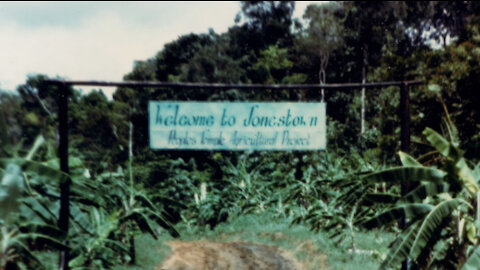 Welcome to Jonestown
Peoples Temple Agricultural Project